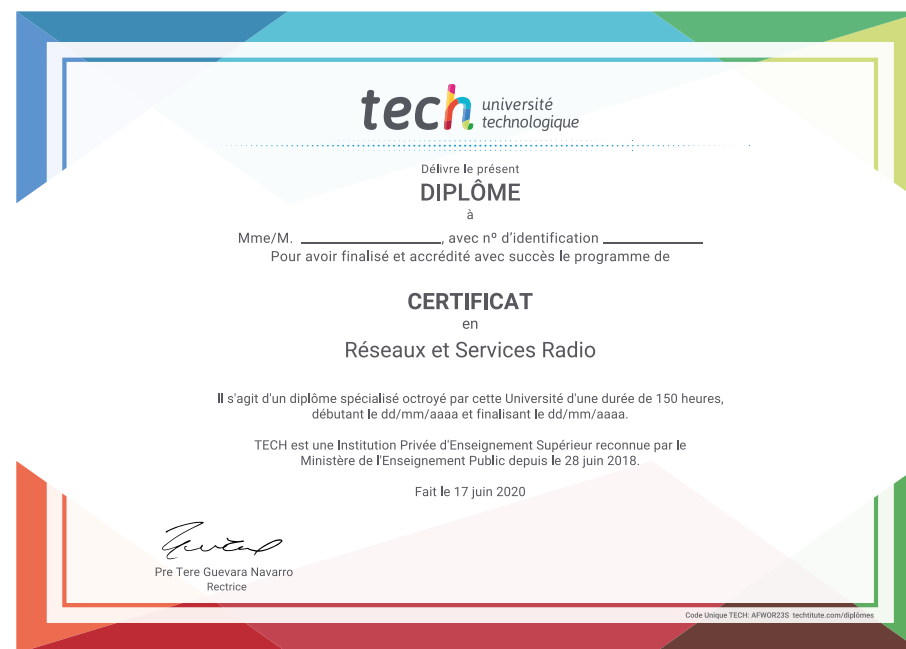 tech université
technologique
Délivre le présent
DIPLÔME
à
Mme/M. ____________________, avec nº d'identification ______________
Pour avoir finalisé et accrédité avec succès le programme de
CERTIFICAT
en
Réseaux et Services Radio
Il s'agit d'un diplôme spécialisé octroyé par cette Université d'une durée de 150 heures,
débutant le dd/mm/aaaa et finalisant le dd/mm/aaaa.
TECH est une Institution Privée d'Enseignement Supérieur reconnue par le
Ministère de l'Enseignement Public depuis le 28 juin 2018.
Fait le 17 juin 2020
Pre Tere Guevara Navarro
Rectrice
Code Unique TECH: AFWOR23S techtitute.com/diplômes